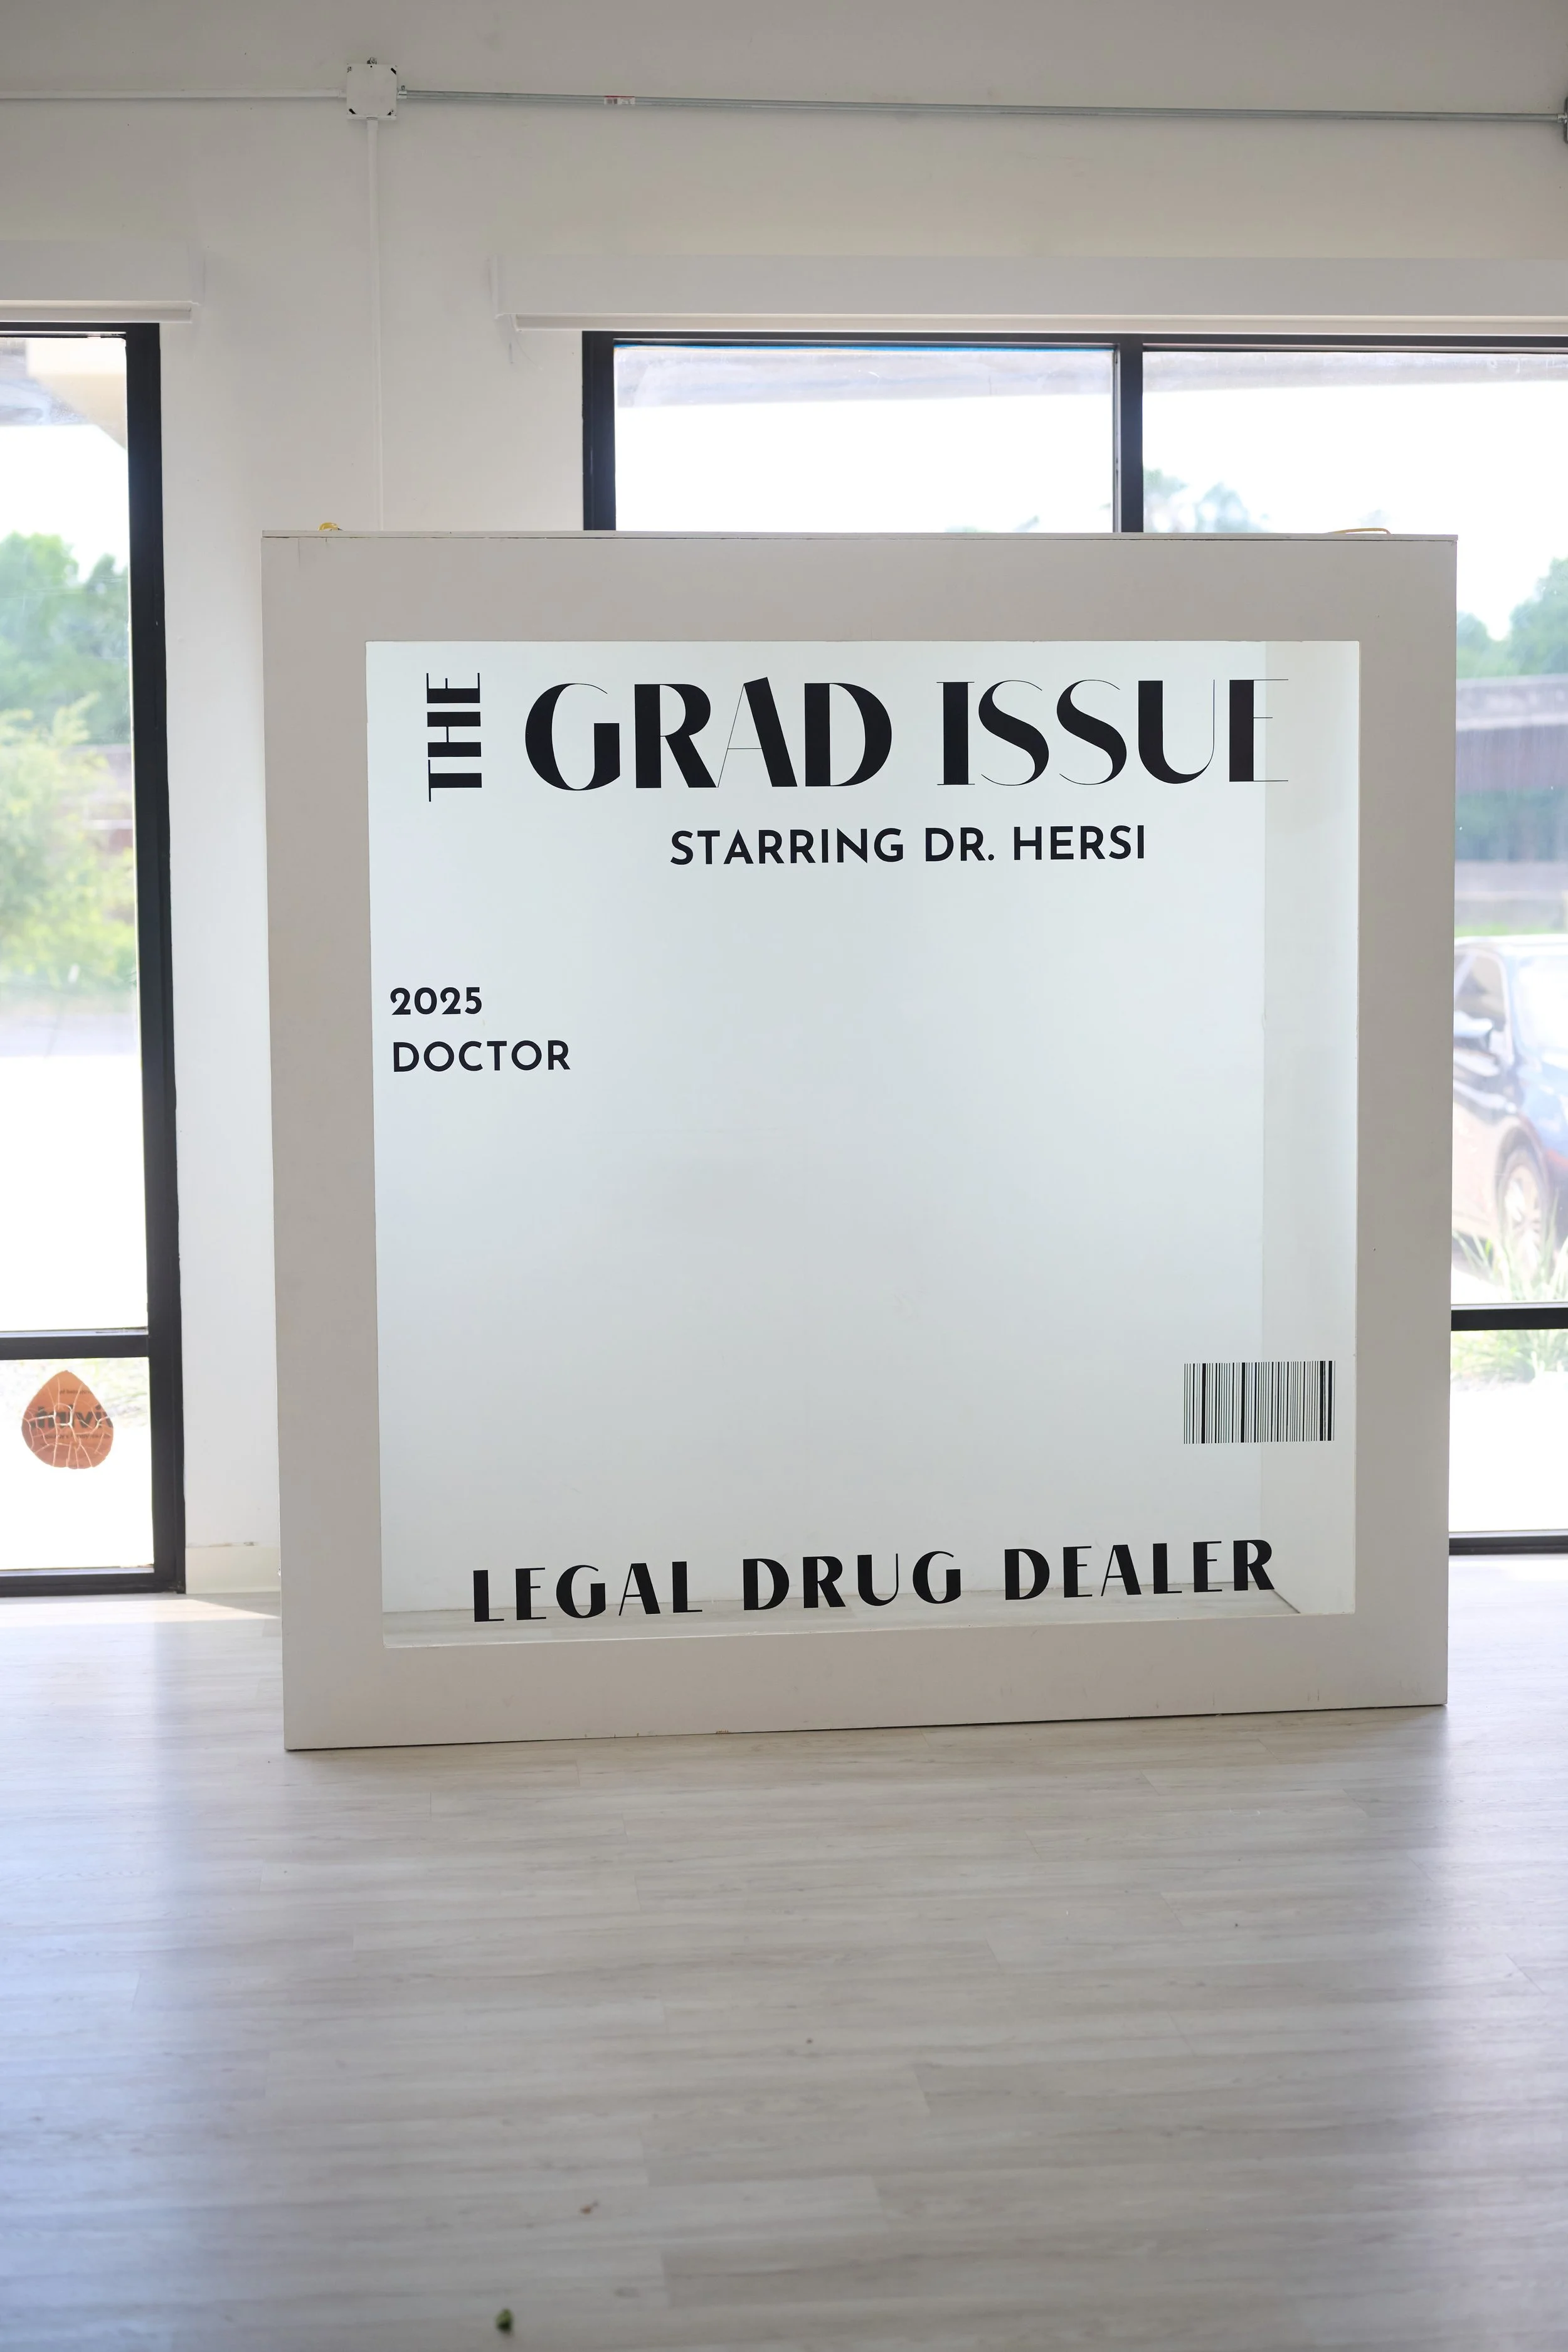 THE GRAD ISSUE
STARRING DR. HERSI
2025
DOCTOR
LEGAL DRUG DEALER